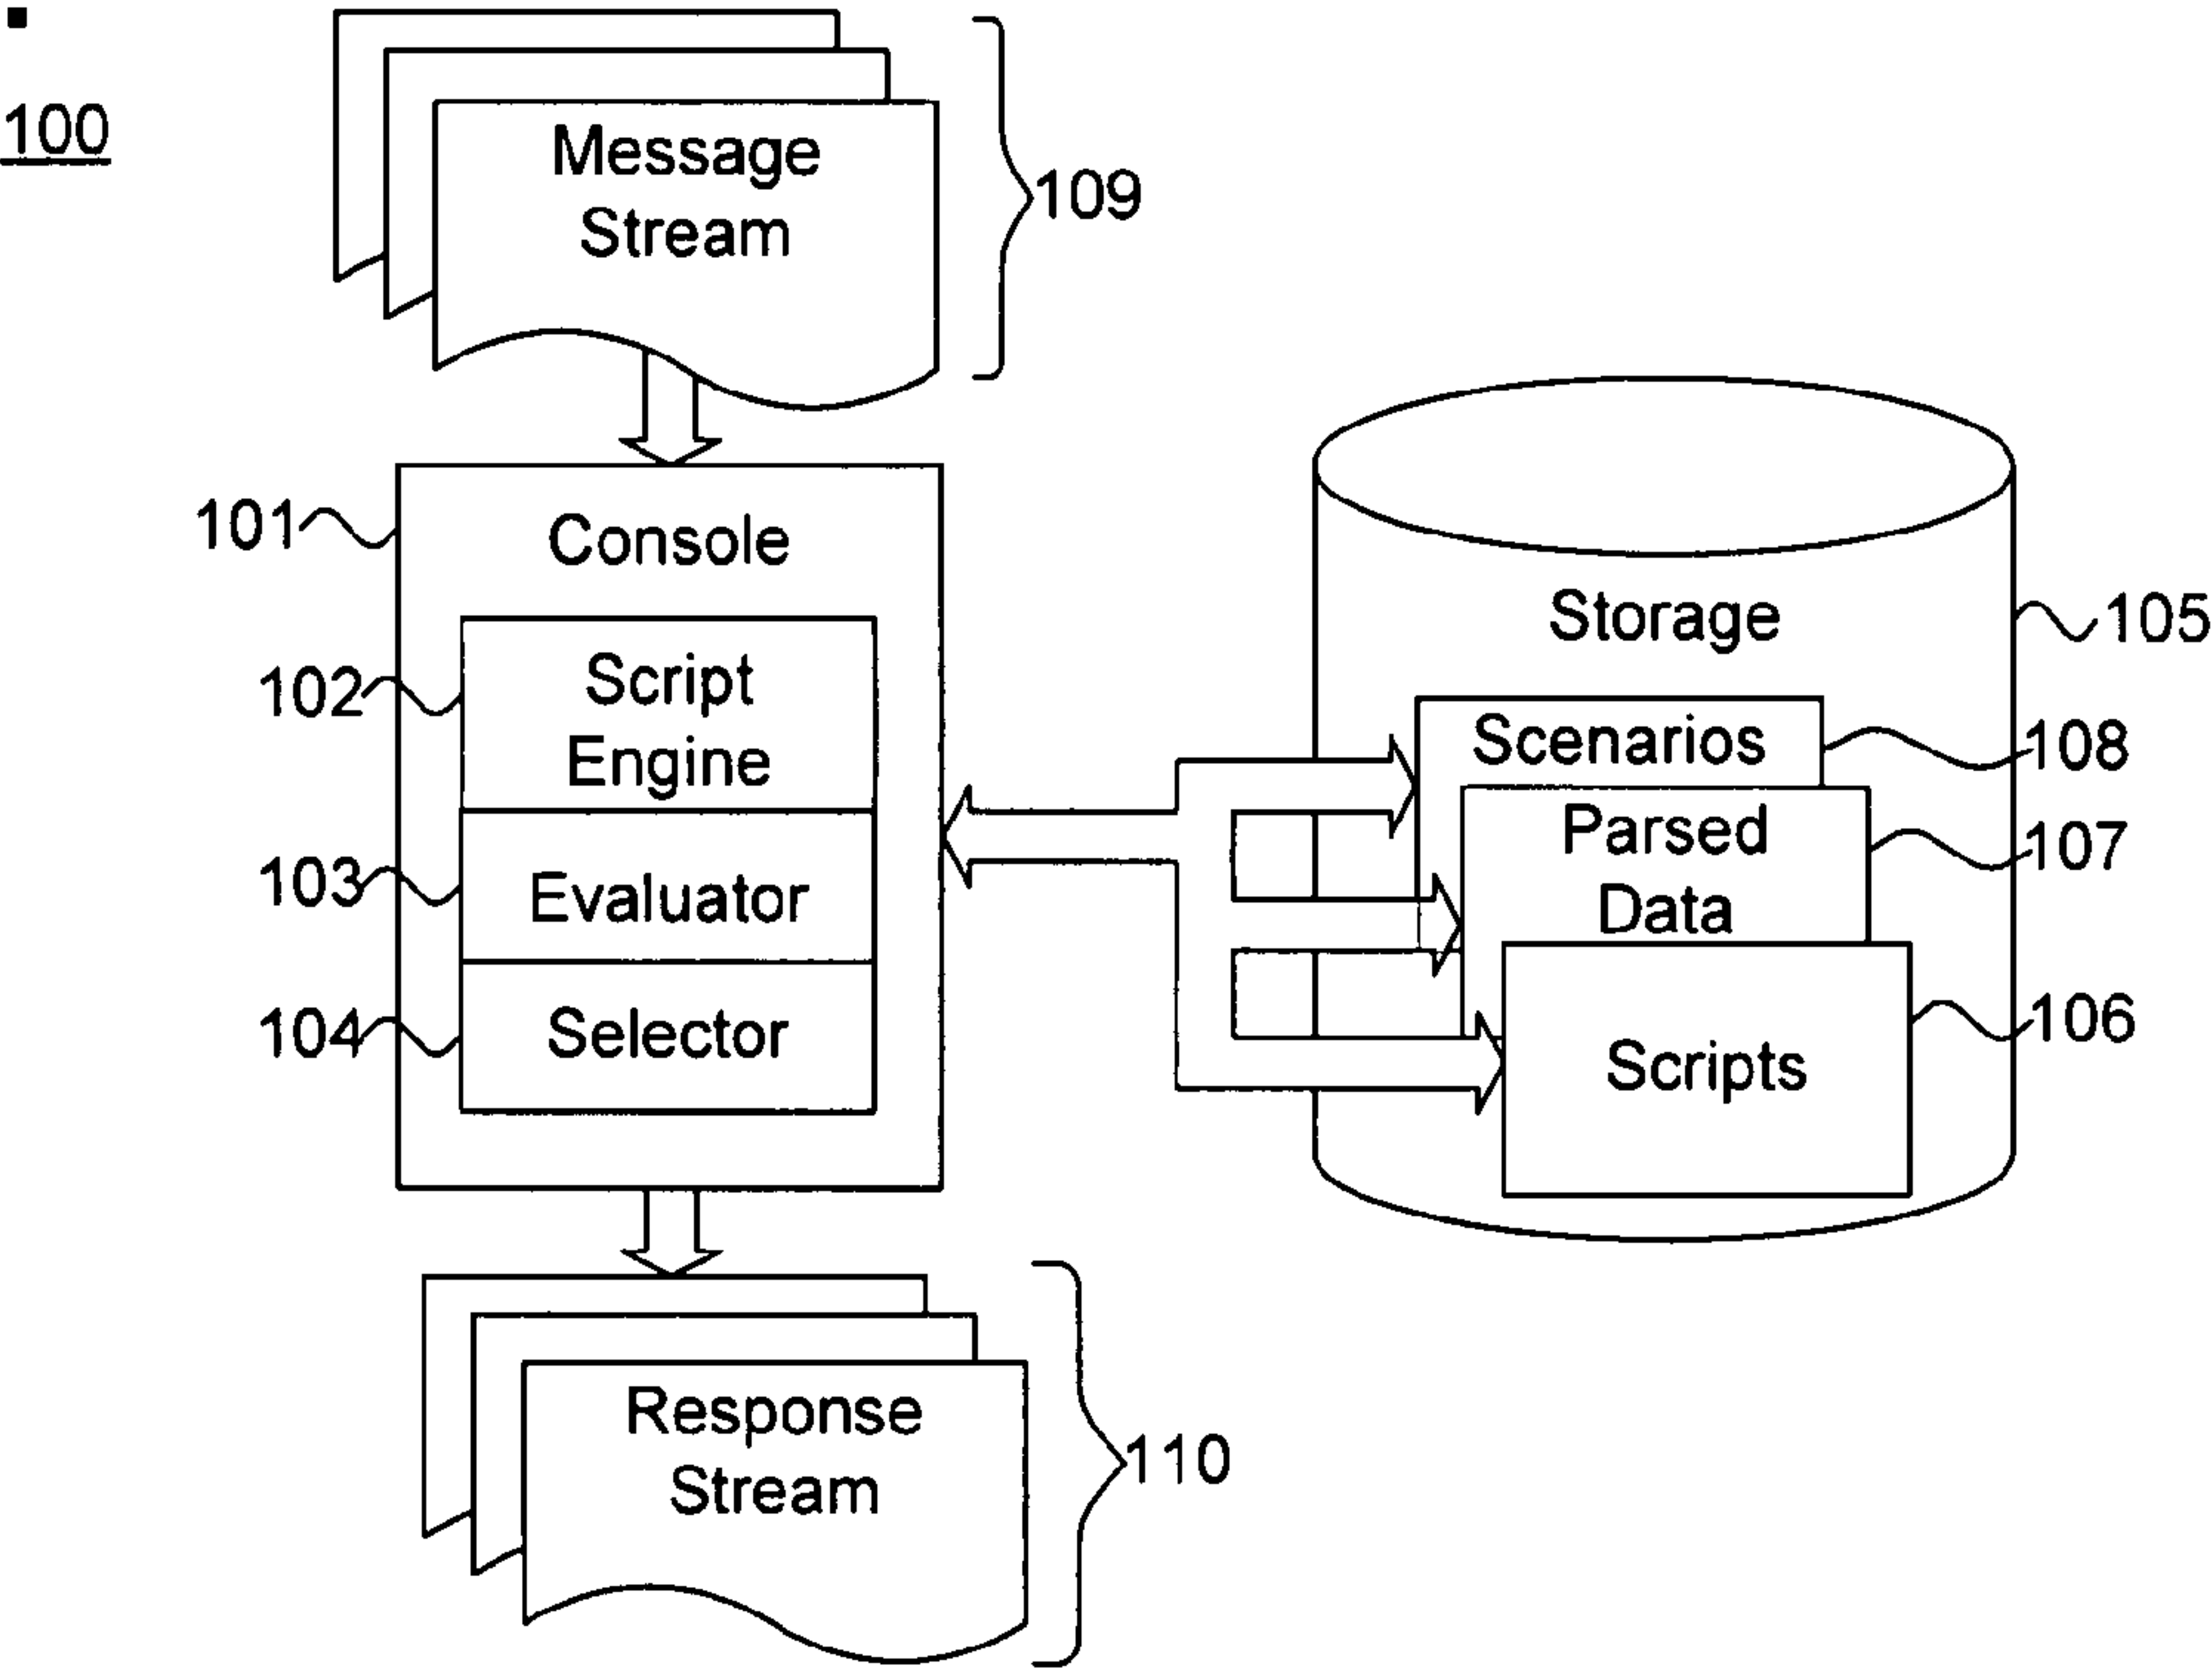 100
Message
Stream
109
101
Console
102
Script
Engine
103
Evaluator
104
Selector
Storage
105
Scenarios
108
Parsed
Data
107
Scripts
106
Response
Stream
110